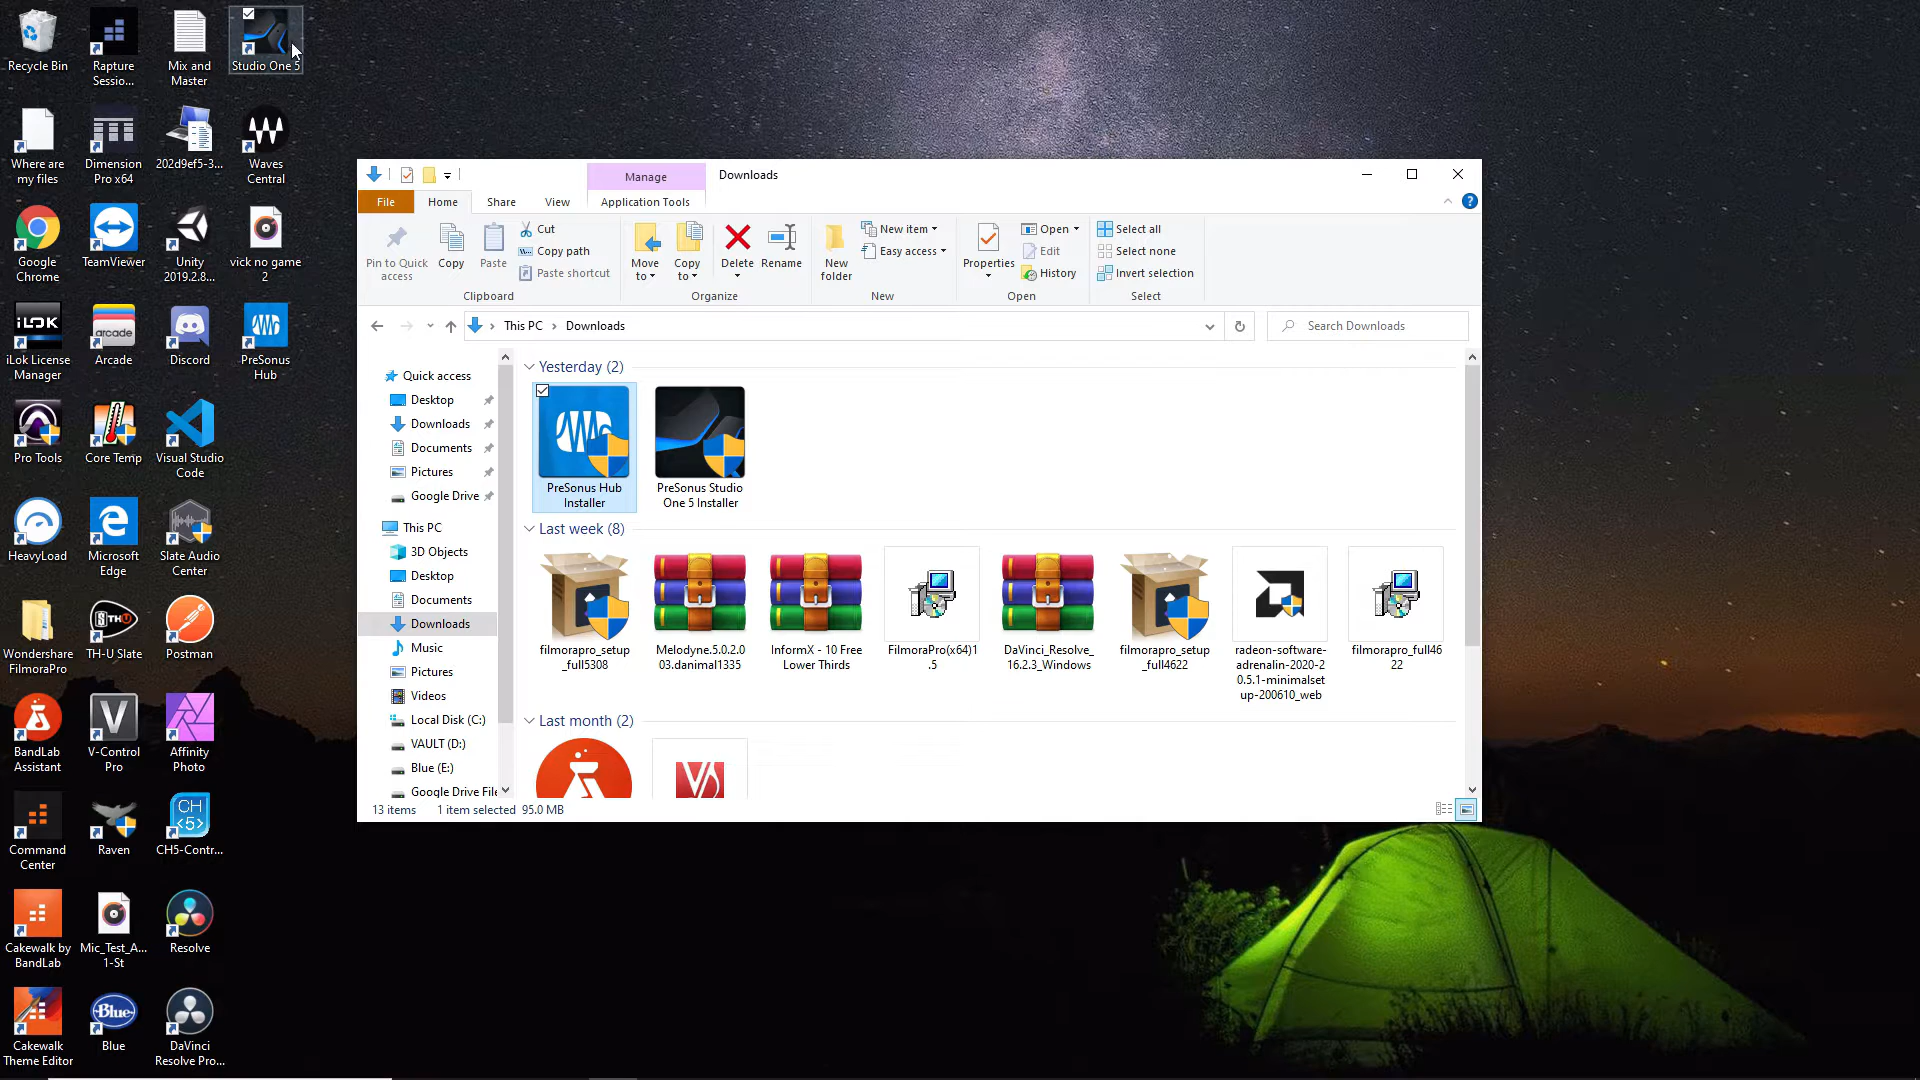 Recycle Bin
Rapture
Sessio...
Mix and
Master
Studio One 5
Where are
my files
Dimension
Pro x64
202d9ef5-3...
Waves
Central
Google
Chrome
TeamViewer
Unity
2019.2.8...
vick no game
2
iLOK
iLok License
Manager
arcade
Arcade
Discord
PreSonus
Hub
Pro Tools
Core Temp
Visual Studio
Code
HeavyLoad
Microsoft
Edge
Slate Audio
Center
Wondershare
FilmoraPro
STHU
TH-U Slate
Postman
BandLab
Assistant
V
V-Control
Pro
Affinity
Photo
Command
Center
Raven
CH
<5>
CH5-Contr...
Cakewalk by
BandLab
Mic_Test_A...
1-St
Resolve
Cakewalk
Theme Editor
Blue
Blue
DaVinci
Resolve Pro...
Manage
Downloads
File
Home
Share
View
Application Tools
Pin to Quick
access
Copy
Paste
Cut
Copy path
Paste shortcut
Clipboard
Move
to
Copy
to
Delete
Rename
Organize
New
folder
New item
Easy access
New
Properties
Open
Edit
History
Open
Select all
Select none
Invert selection
Select
This PC > Downloads
Search Downloads
Quick access
Desktop
Downloads
Documents
Pictures
Google Drive
This PC
3D Objects
Desktop
Documents
Downloads
Music
Pictures
Videos
Local Disk (C:)
VAULT (D:)
Blue (E:)
Google Drive File
Yesterday (2)
PreSonus Hub
Installer
PreSonus Studio
One 5 Installer
Last week (8)
filmorapro_setup
_full5308
Melodyne.5.0.2.0
03.danimal1335
InformX - 10 Free
Lower Thirds
FilmoraPro(x64)1
.5
DaVinci_Resolve_
16.2.3_Windows
filmorapro_setup
_full4622
radeon-software-
adrenalin-2020-2
0.5.1-minimalset
up-200610_web
filmorapro_full46
22
Last month (2)
13 items
1 item selected 95.0 MB